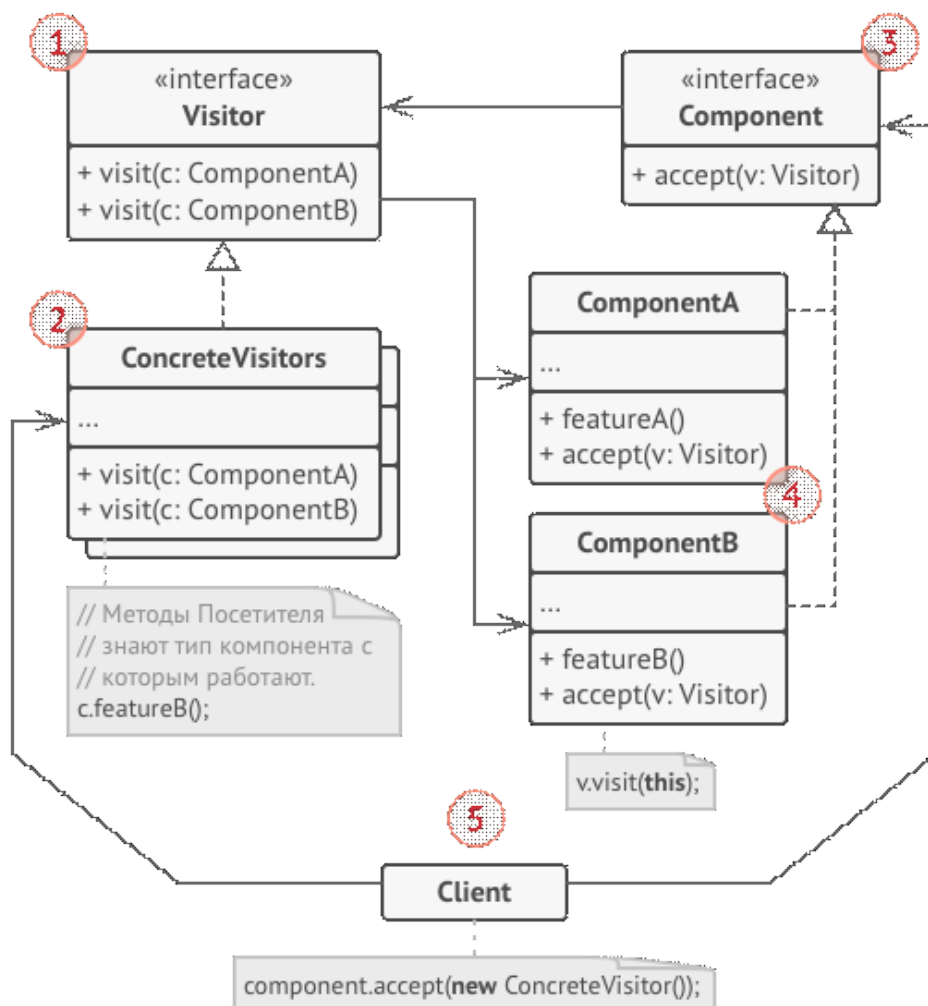 1
«interface»
Visitor
+ visit(c: ComponentA)
+ visit(c: ComponentB)
3
«interface»
Component
+ accept(v: Visitor)
2
ConcreteVisitors
...
+ visit(c: ComponentA)
+ visit(c: ComponentB)
// Методы Посетителя
// знают тип компонента с
// которым работают.
c.featureB();
ComponentA
...
+ featureA()
+ accept(v: Visitor)
4
ComponentB
...
+ featureB()
+ accept(v: Visitor)
v.visit(this);
5
Client
component.accept(new ConcreteVisitor());